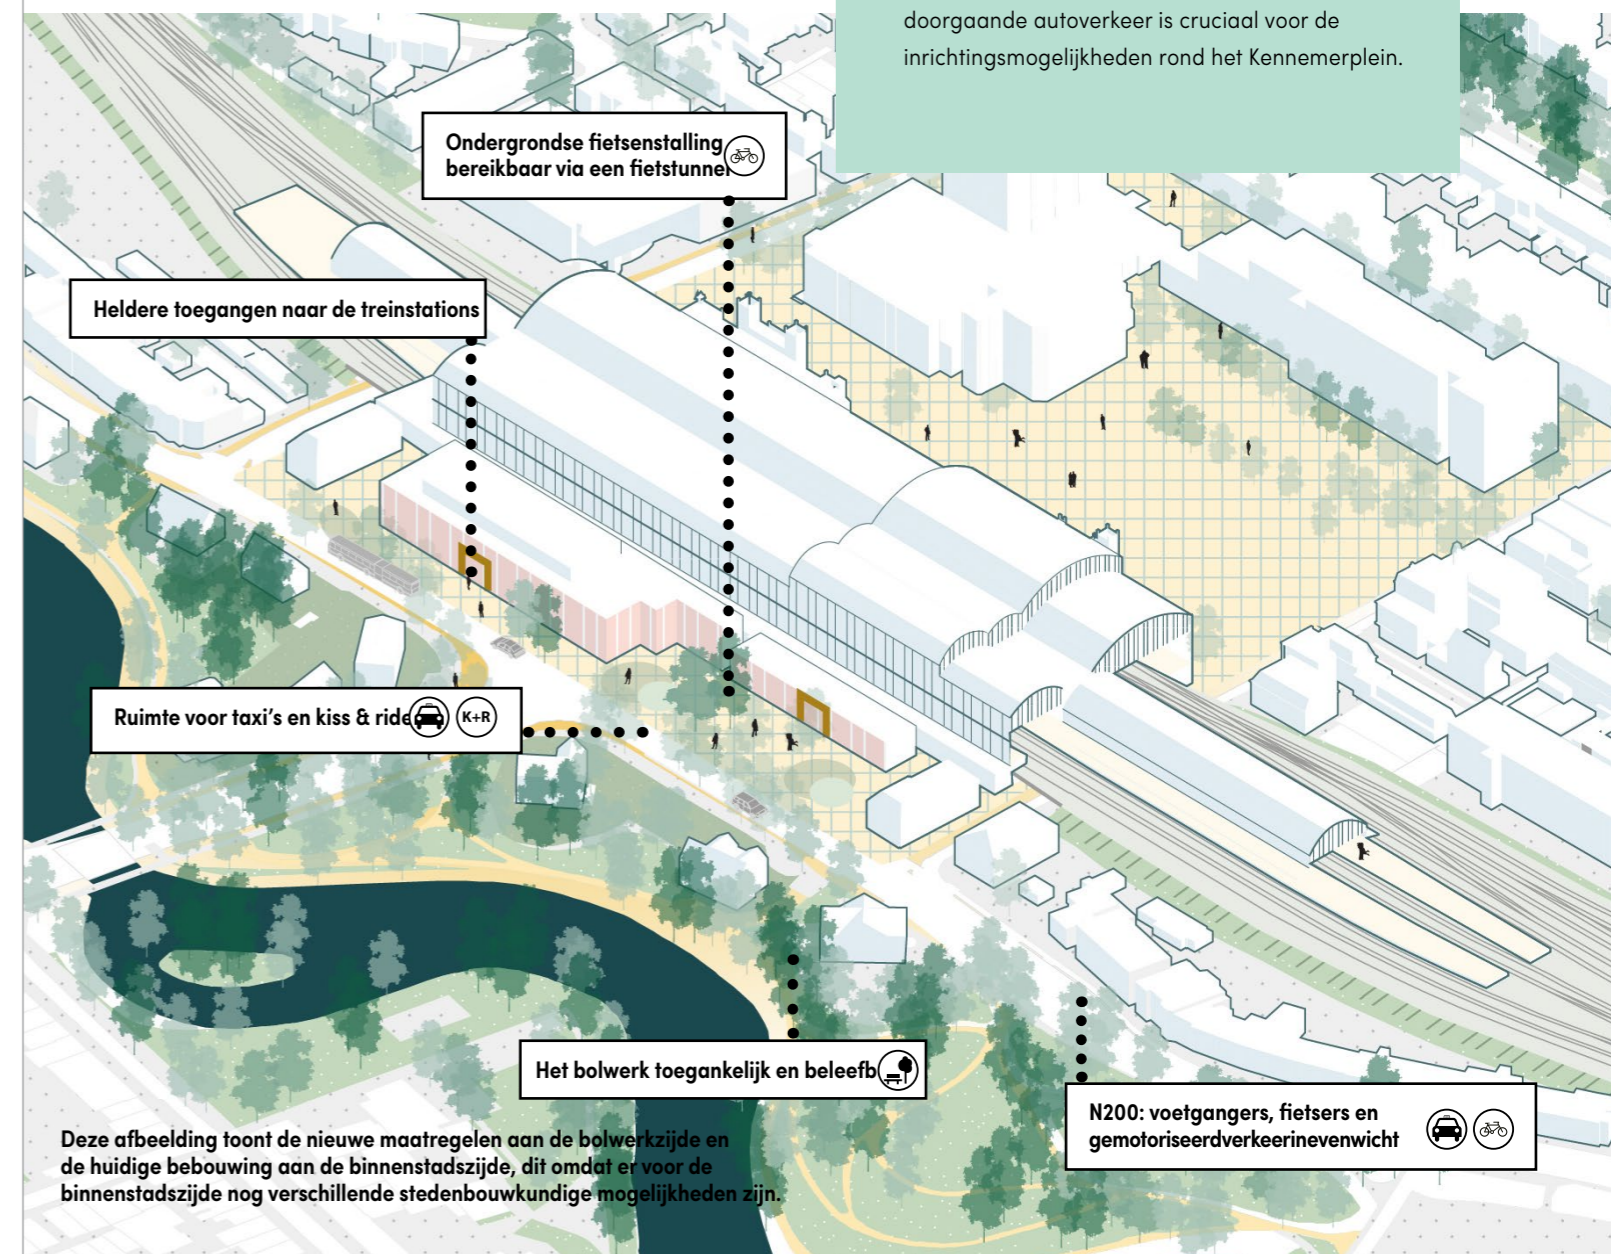 doorgaande autoverkeer is cruciaal voor de
inrichtingsmogelijkheden rond het Kennemerplein.
Ondergrondse fietsenstalling
bereikbaar via een fietstunnel
Heldere toegangen naar de treinstations
Ruimte voor taxi's en kiss & ride
K+R
Het bolwerk toegankelijk en beleefb
N200: voetgangers, fietsers en
gemotoriseerdverkeerinevenwicht
Deze afbeelding toont de nieuwe maatregelen aan de bolwerkzijde en
de huidige bebouwing aan de binnenstadszijde, dit omdat er voor de
binnenstadszijde nog verschillende stedenbouwkundige mogelijkheden zijn.